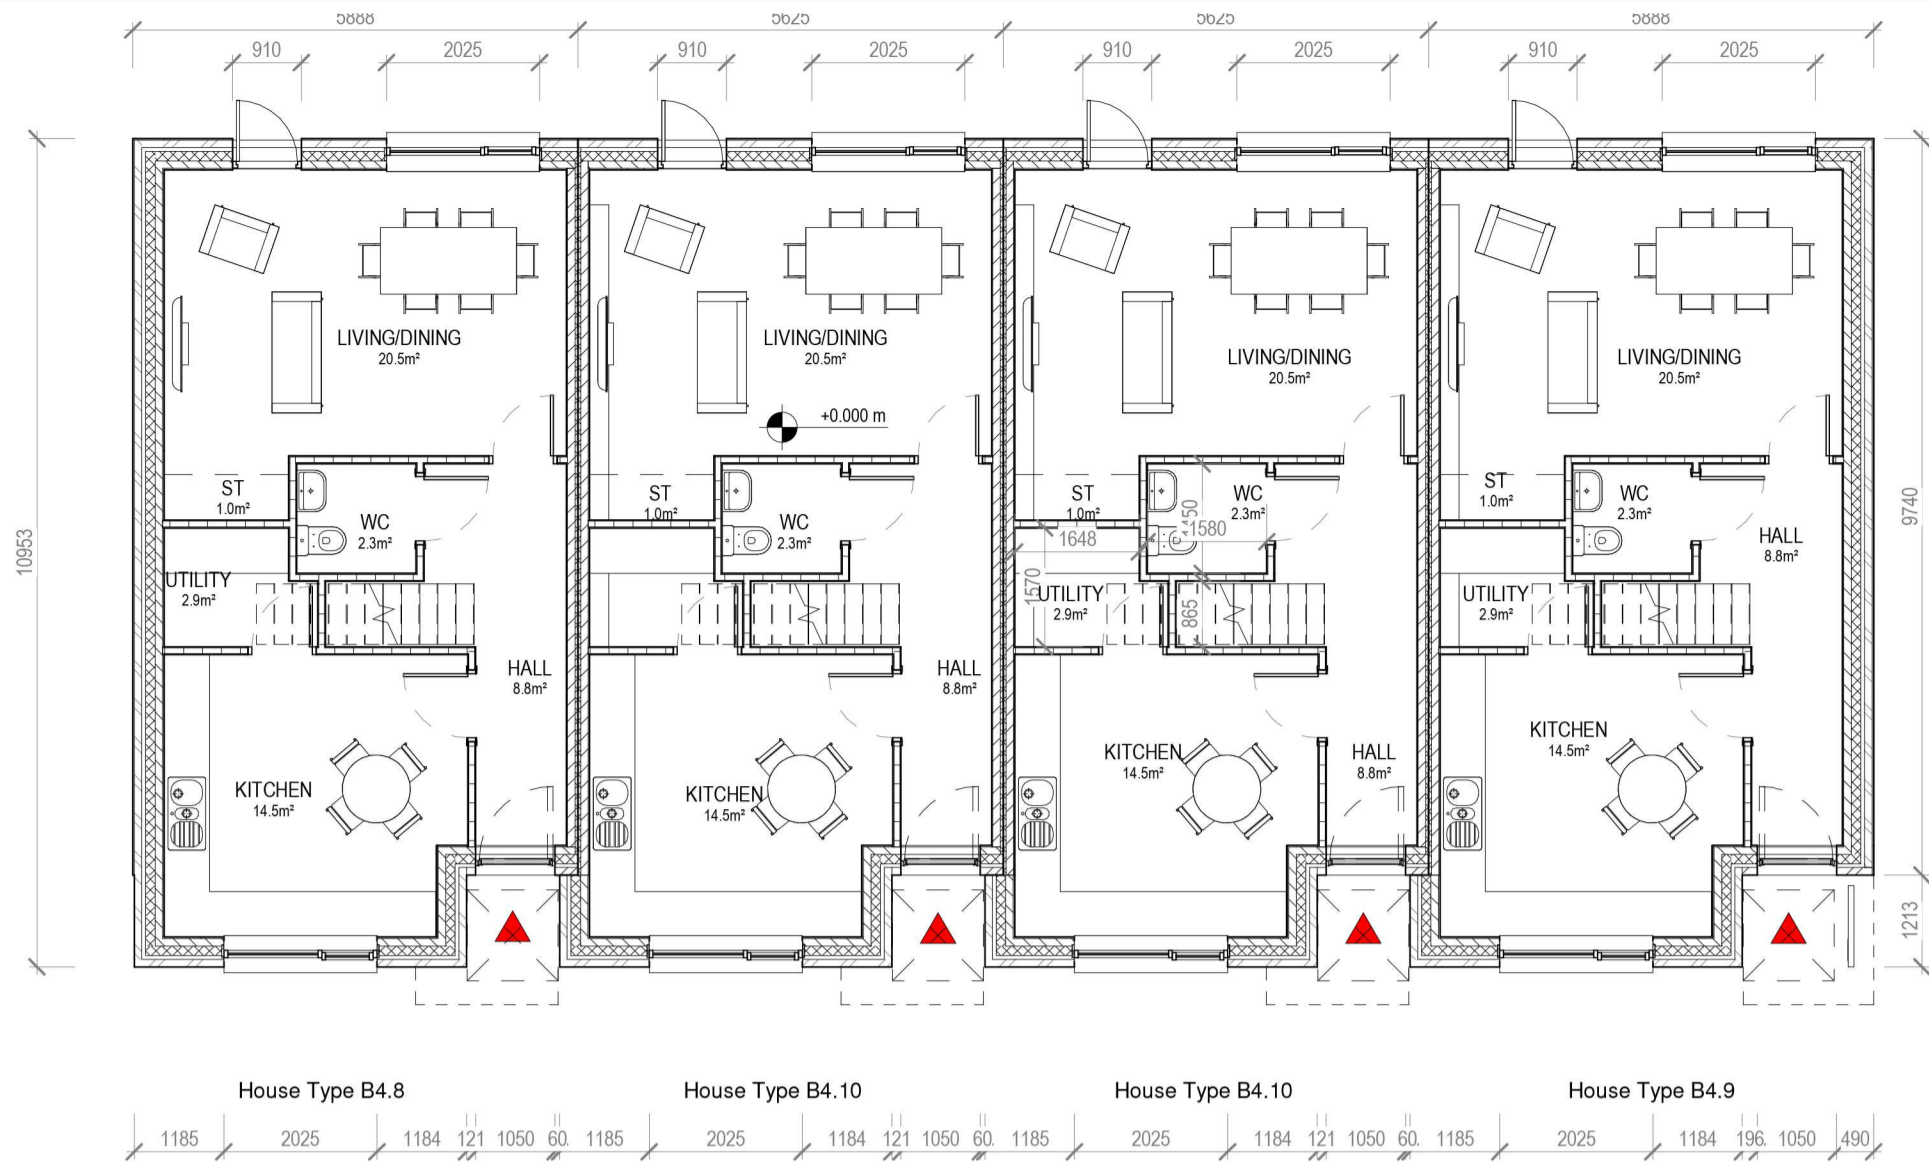 5888 5625 5625 5888
910 2025 910 2025 910 2025 910 2025
LIVING/DINING
20.5m²
LIVING/DINING
20.5m²
LIVING/DINING
20.5m²
LIVING/DINING
20.5m²
+0.000 m
10953
9740
ST
1.0m²
WC
2.3m²
ST
1.0m²
WC
2.3m²
ST
1.0m²
WC
2.3m²
ST
1.0m²
WC
2.3m²
1580
1648
1570
865
UTILITY
2.9m²
UTILITY
2.9m²
UTILITY
2.9m²
HALL
8.8m²
HALL
8.8m²
HALL
8.8m²
HALL
8.8m²
KITCHEN
14.5m²
KITCHEN
14.5m²
KITCHEN
14.5m²
KITCHEN
14.5m²
1213
House Type B4.8 House Type B4.10 House Type B4.10 House Type B4.9
1185 2025 1184 121 1050 60. 1185 2025 1184 121 1050 60. 1185 2025 1184 121 1050 60. 1185 2025 1184 196. 1050 490